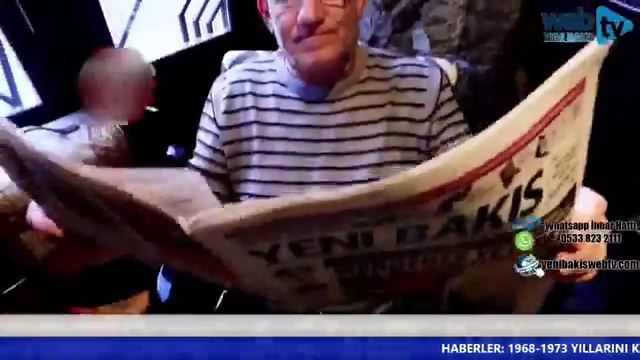 web tv
YENİ BAKIŞ
YENİ BAKIŞ
Whatsapp İhbar Hattı
0533 823 2111
yenibakiswebtv.com
HABERLER: 1968-1973 YILLARINI K